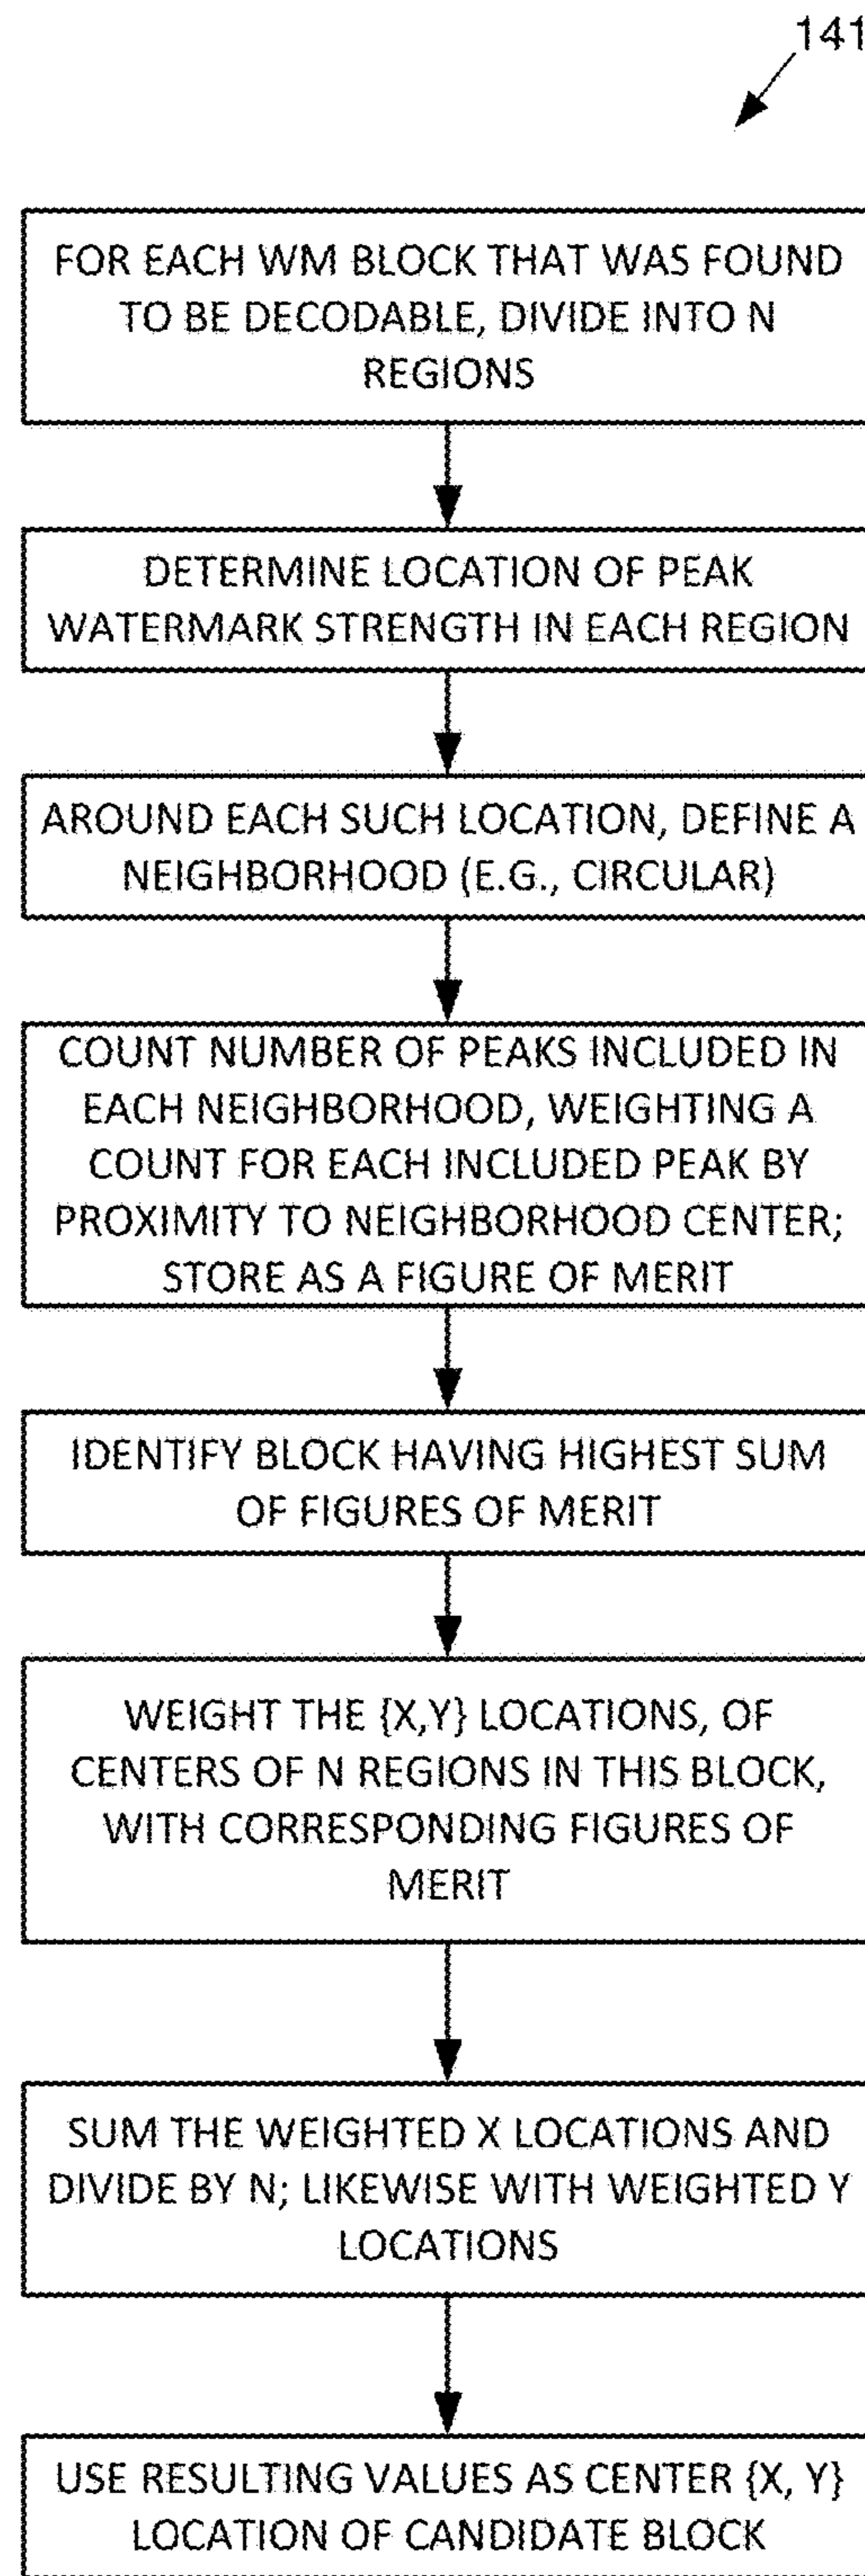 141
FOR EACH WM BLOCK THAT WAS FOUND
TO BE DECODABLE, DIVIDE INTO N
REGIONS
DETERMINE LOCATION OF PEAK
WATERMARK STRENGTH IN EACH REGION
AROUND EACH SUCH LOCATION, DEFINE A
NEIGHBORHOOD (E.G., CIRCULAR)
COUNT NUMBER OF PEAKS INCLUDED IN
EACH NEIGHBORHOOD, WEIGHTING A
COUNT FOR EACH INCLUDED PEAK BY
PROXIMITY TO NEIGHBORHOOD CENTER;
STORE AS A FIGURE OF MERIT
IDENTIFY BLOCK HAVING HIGHEST SUM
OF FIGURES OF MERIT
WEIGHT THE {X,Y} LOCATIONS, OF
CENTERS OF N REGIONS IN THIS BLOCK,
WITH CORRESPONDING FIGURES OF
MERIT
SUM THE WEIGHTED X LOCATIONS AND
DIVIDE BY N; LIKEWISE WITH WEIGHTED Y
LOCATIONS
USE RESULTING VALUES AS CENTER {X, Y}
LOCATION OF CANDIDATE BLOCK